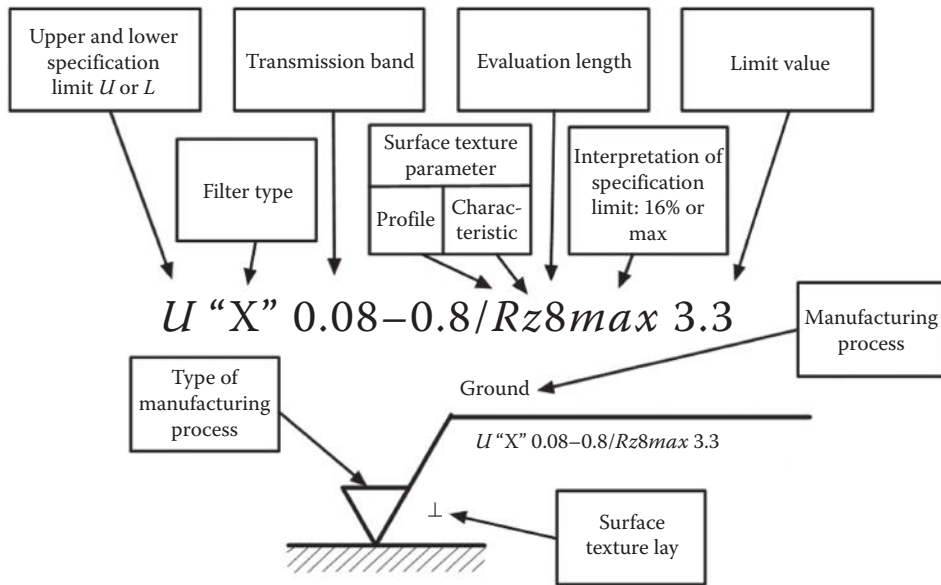 Upper and lower
specification
limit U or L
Transmission band
Evaluation length
Limit value
Filter type
Surface texture
parameter
Profile
Charac-
teristic
Interpretation of
specification
limit: 16% or
max
U “X” 0.08–0.8/Rz8max 3.3
Manufacturing
process
Type of
manufacturing
process
Ground
U “X” 0.08–0.8/Rz8max 3.3
⊥
Surface
texture lay